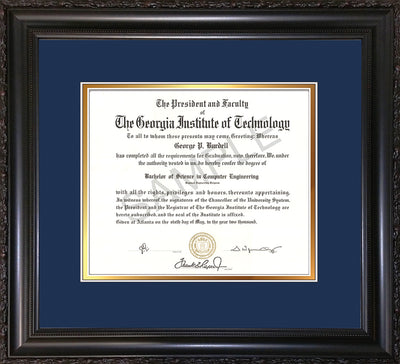 The President and Faculty
of
The Georgia Institute of Technology
To all to whom these presents may come, Greeting: Whereas
George P. Burdell
has completed all the requirements for Graduation, now, therefore, We, under
the authority vested in us, do hereby confer the degree of
Bachelor of Science in Computer Engineering
with all the rights, privileges and honors, thereunto appertaining.
In witness whereof, the signatures of the Chancellor of the University System,
the President and the Registrar of The Georgia Institute of Technology are
hereto subscribed, and the seal of the Institute is affixed.
Given at Atlanta on the sixth day of May, in the year two thousand.
SAMPLE